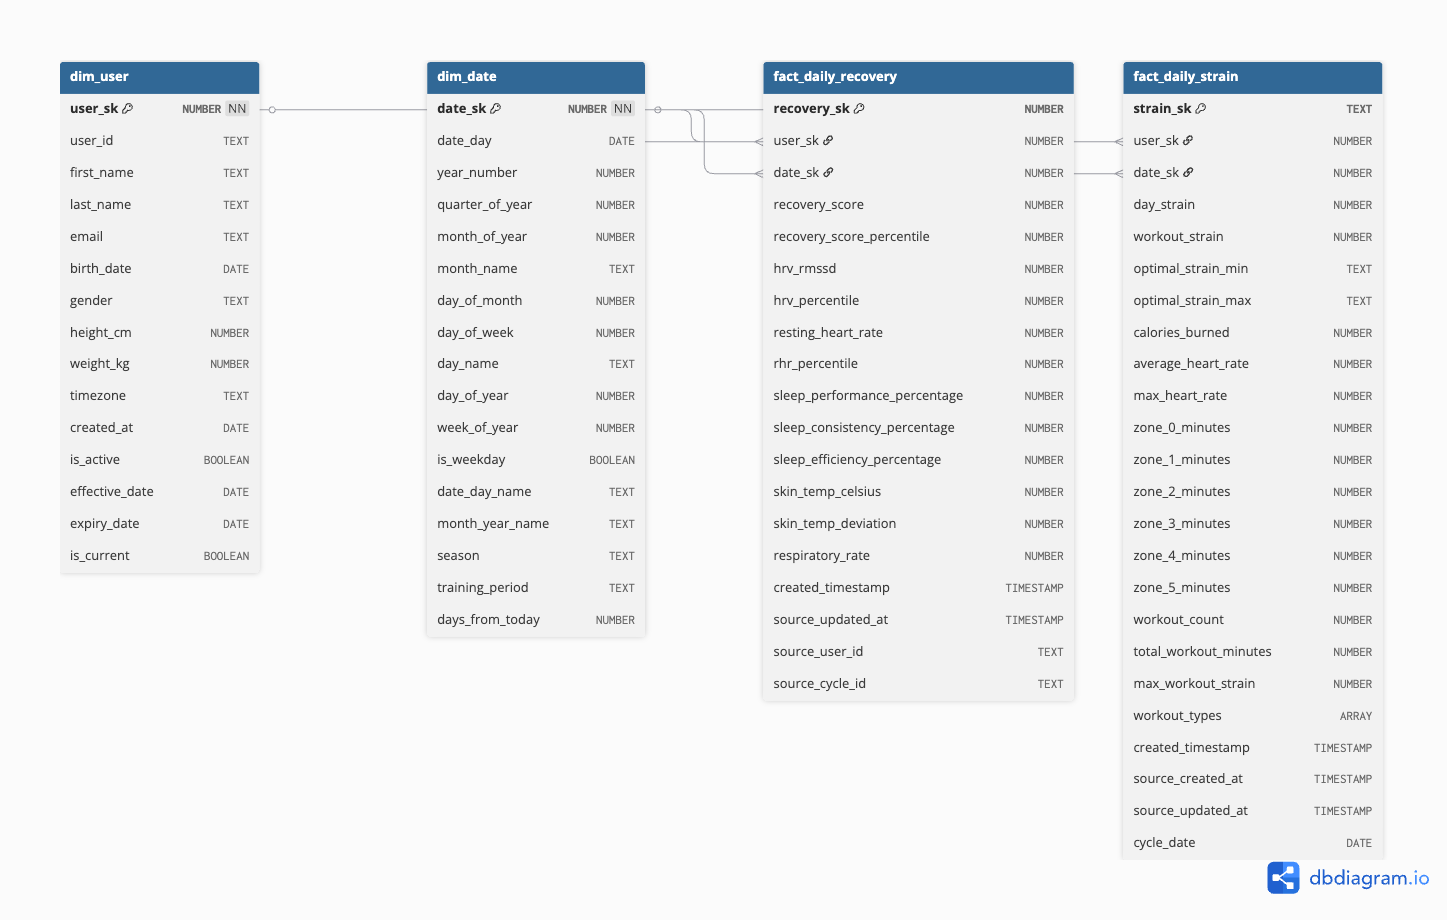 dim_user
user_sk NUMBER NN
user_id TEXT
first_name TEXT
last_name TEXT
email TEXT
birth_date DATE
gender TEXT
height_cm NUMBER
weight_kg NUMBER
timezone TEXT
created_at DATE
is_active BOOLEAN
effective_date DATE
expiry_date DATE
is_current BOOLEAN
dim_date
date_sk NUMBER NN
date_day DATE
year_number NUMBER
quarter_of_year NUMBER
month_of_year NUMBER
month_name TEXT
day_of_month NUMBER
day_of_week NUMBER
day_name TEXT
day_of_year NUMBER
week_of_year NUMBER
is_weekday BOOLEAN
date_day_name TEXT
month_year_name TEXT
season TEXT
training_period TEXT
days_from_today NUMBER
fact_daily_recovery
recovery_sk NUMBER
user_sk NUMBER
date_sk NUMBER
recovery_score NUMBER
recovery_score_percentile NUMBER
hrv_rmssd NUMBER
hrv_percentile NUMBER
resting_heart_rate NUMBER
rhr_percentile NUMBER
sleep_performance_percentage NUMBER
sleep_consistency_percentage NUMBER
sleep_efficiency_percentage NUMBER
skin_temp_celsius NUMBER
skin_temp_deviation NUMBER
respiratory_rate NUMBER
created_timestamp TIMESTAMP
source_updated_at TIMESTAMP
source_user_id TEXT
source_cycle_id TEXT
fact_daily_strain
strain_sk TEXT
user_sk NUMBER
date_sk NUMBER
day_strain NUMBER
workout_strain NUMBER
optimal_strain_min TEXT
optimal_strain_max TEXT
calories_burned NUMBER
average_heart_rate NUMBER
max_heart_rate NUMBER
zone_0_minutes NUMBER
zone_1_minutes NUMBER
zone_2_minutes NUMBER
zone_3_minutes NUMBER
zone_4_minutes NUMBER
zone_5_minutes NUMBER
workout_count NUMBER
total_workout_minutes NUMBER
max_workout_strain NUMBER
workout_types ARRAY
created_timestamp TIMESTAMP
source_created_at TIMESTAMP
source_updated_at TIMESTAMP
cycle_date DATE
dbdiagram.io